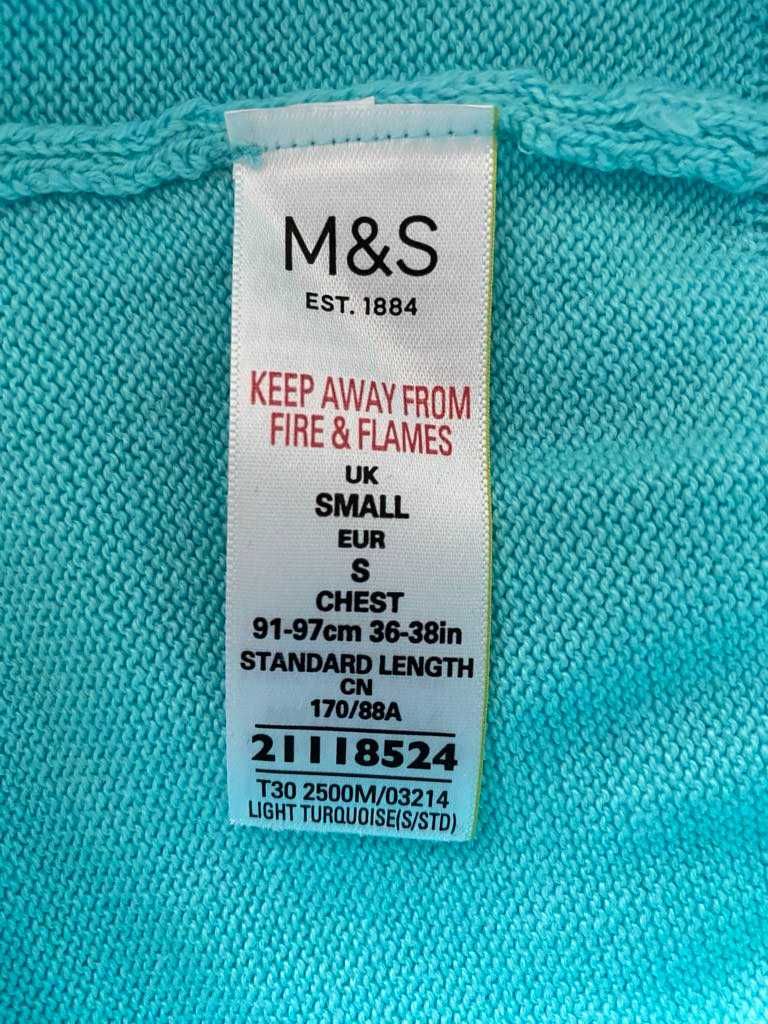 M&S
EST. 1884
KEEP AWAY FROM
FIRE & FLAMES
UK
SMALL
EUR
S
CHEST
91-97cm 36-38in
STANDARD LENGTH
CN
170/88A
21118524
T30 2500M/03214
LIGHT TURQUOISE(S/STD)